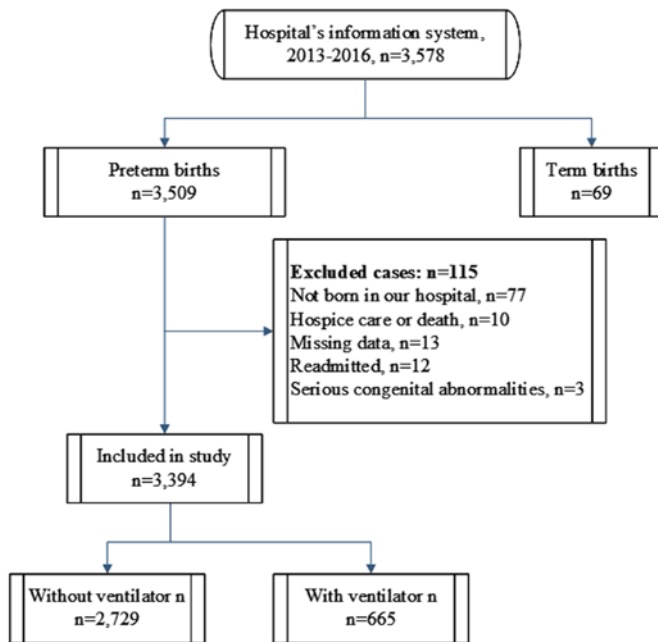 Hospital's information system,
2013-2016, n=3,578
Preterm births
n=3,509
Term births
n=69
Excluded cases: n=115
Not born in our hospital, n=77
Hospice care or death, n=10
Missing data, n=13
Readmitted, n=12
Serious congenital abnormalities, n=3
Included in study
n=3,394
Without ventilator n
n=2,729
With ventilator n
n=665